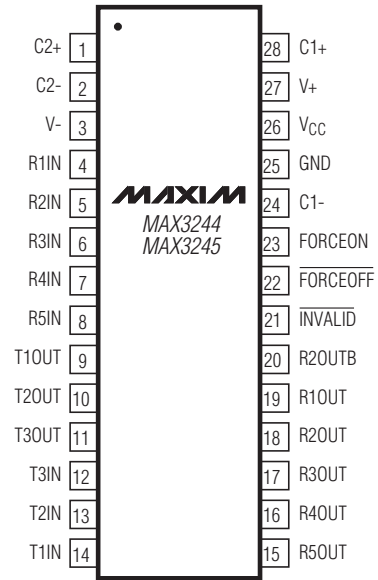 C2+ 1 28 C1+
C2- 2 27 V+
V- 3 26 VCC
R1IN 4 25 GND
R2IN 5 24 C1-
R3IN 6 23 FORCEON
R4IN 7 22 FORCEOFF
R5IN 8 21 INVALID
T1OUT 9 20 R2OUTB
T2OUT 10 19 R1OUT
T3OUT 11 18 R2OUT
T3IN 12 17 R3OUT
T2IN 13 16 R4OUT
T1IN 14 15 R5OUT
MAXIM
MAX3244
MAX3245